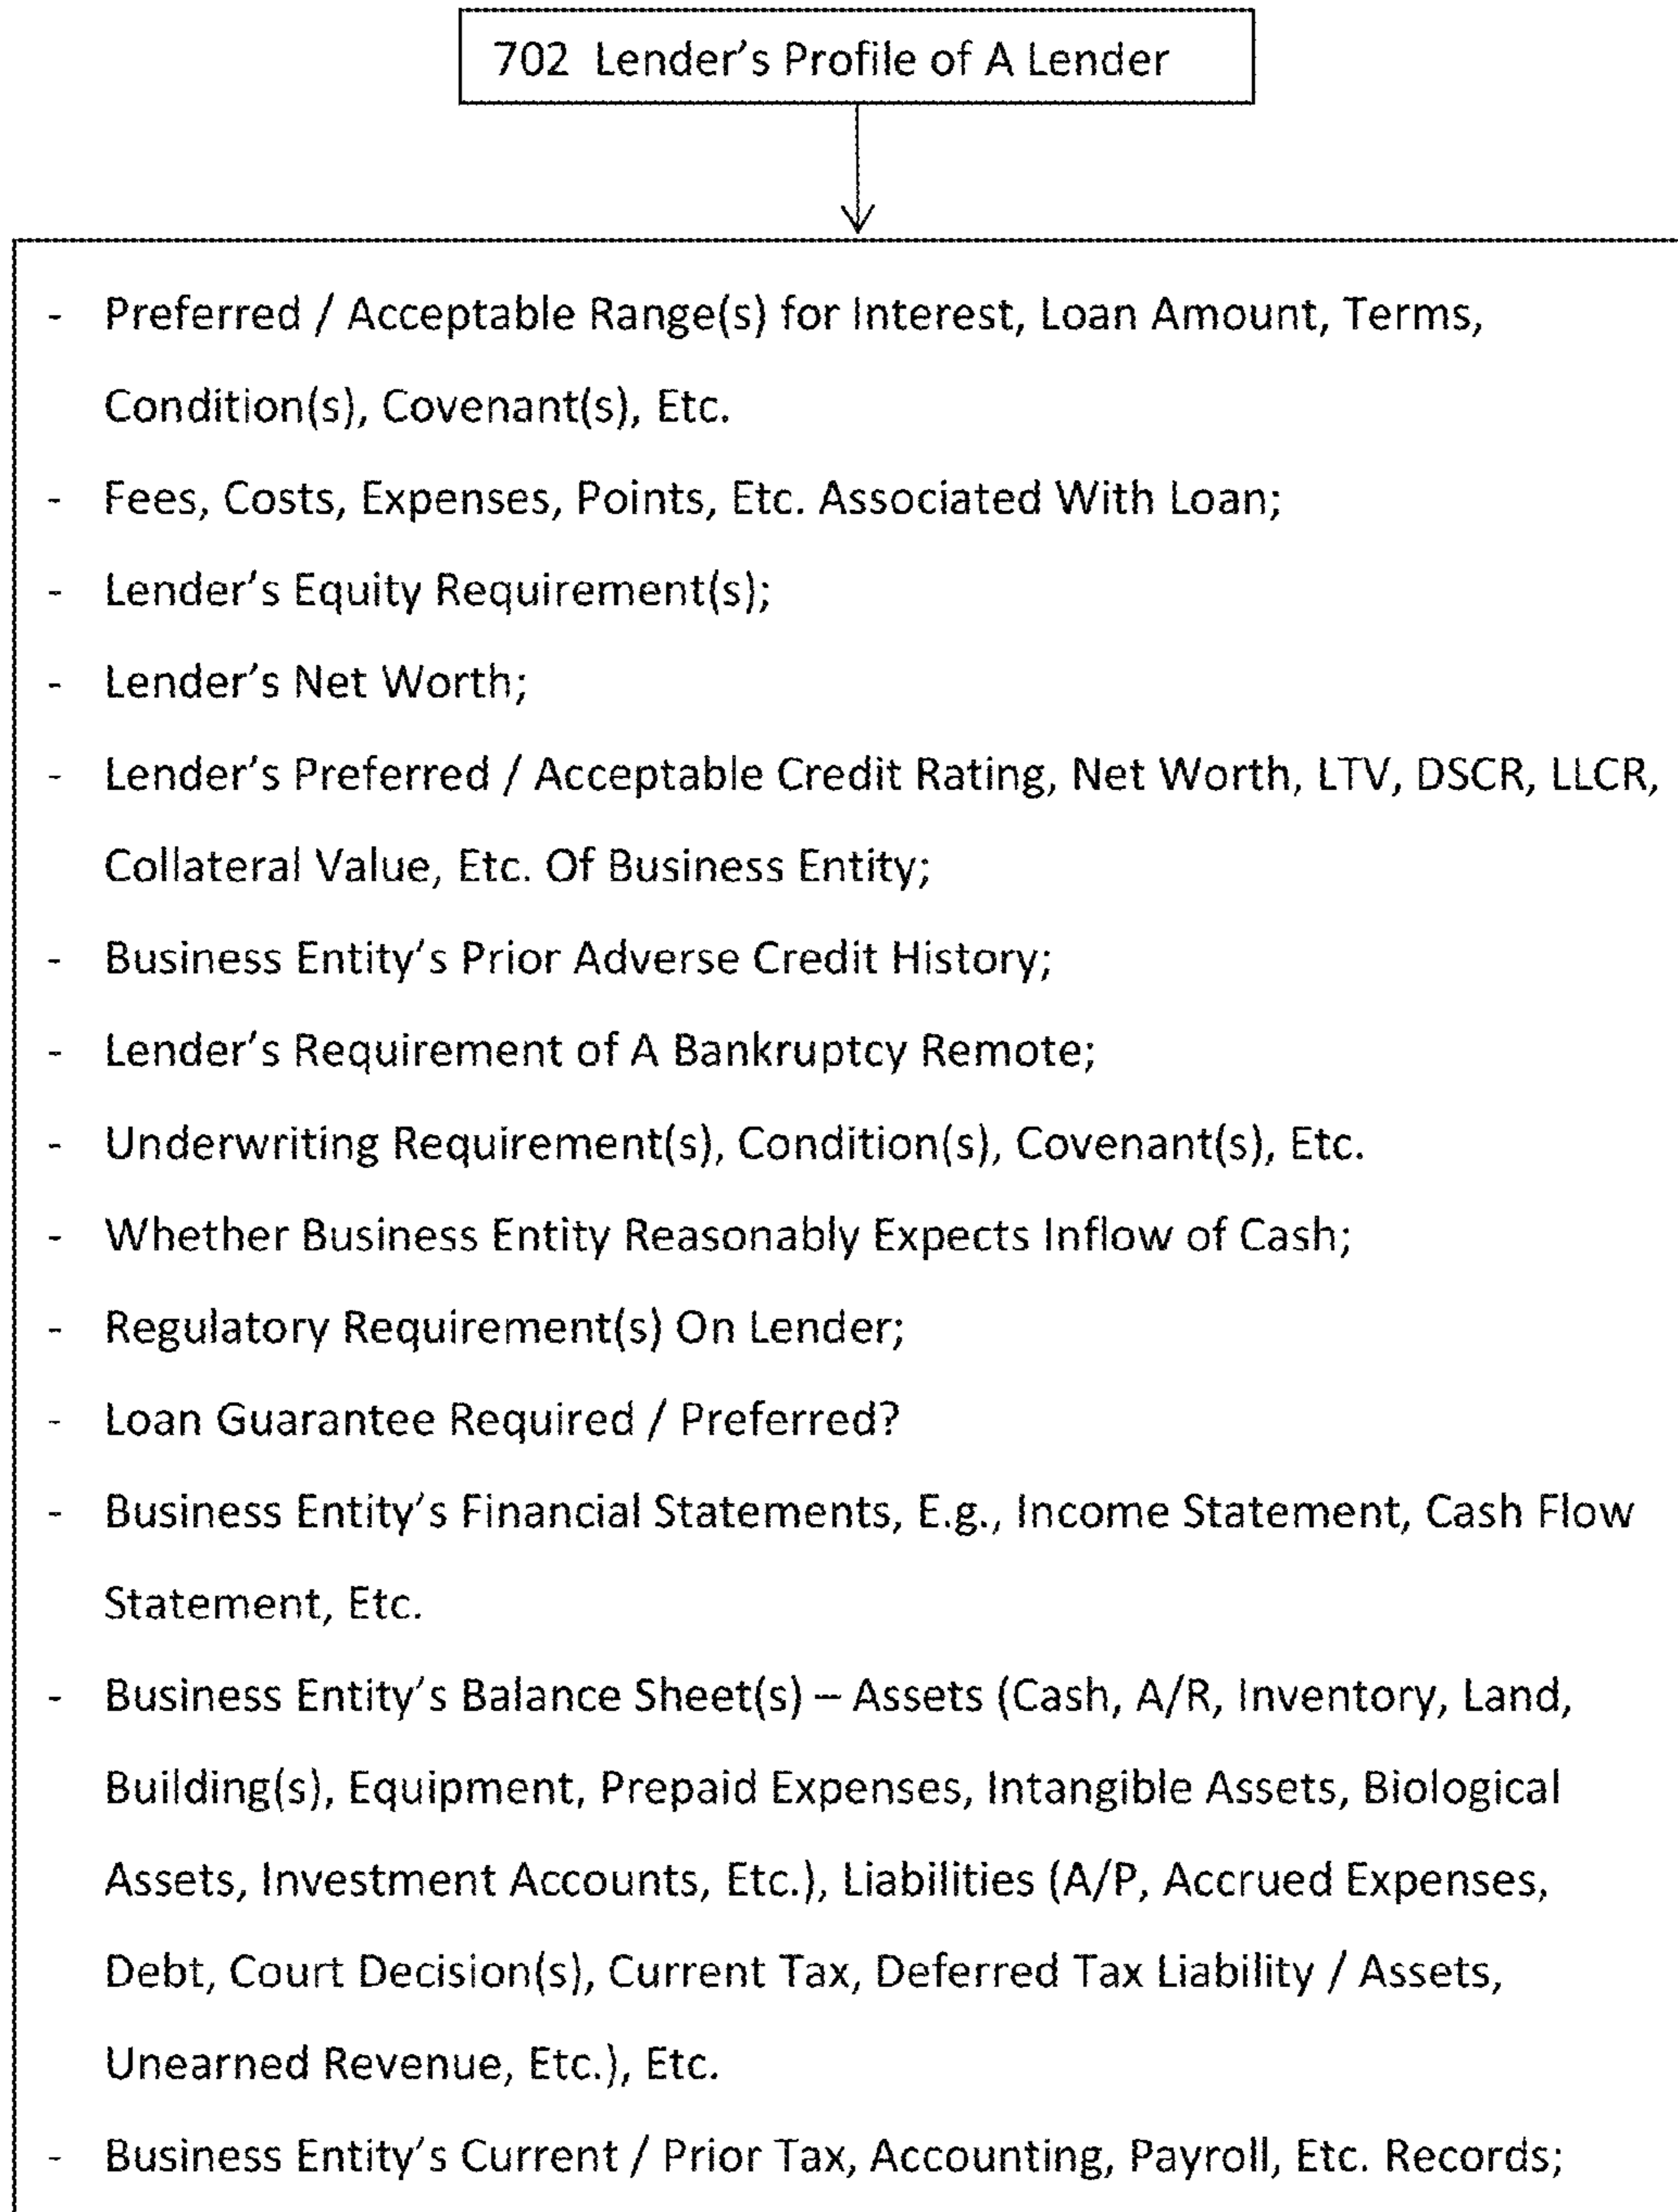 702 Lender's Profile of A Lender
- Preferred / Acceptable Range(s) for Interest, Loan Amount, Terms,
Condition(s), Covenant(s), Etc.
- Fees, Costs, Expenses, Points, Etc. Associated With Loan;
- Lender's Equity Requirement(s);
- Lender's Net Worth;
- Lender's Preferred / Acceptable Credit Rating, Net Worth, LTV, DSCR, LLCR,
Collateral Value, Etc. Of Business Entity;
- Business Entity's Prior Adverse Credit History;
- Lender's Requirement of A Bankruptcy Remote;
- Underwriting Requirement(s), Condition(s), Covenant(s), Etc.
- Whether Business Entity Reasonably Expects Inflow of Cash;
- Regulatory Requirement(s) On Lender;
- Loan Guarantee Required / Preferred?
- Business Entity's Financial Statements, E.g., Income Statement, Cash Flow
Statement, Etc.
- Business Entity's Balance Sheet(s) – Assets (Cash, A/R, Inventory, Land,
Building(s), Equipment, Prepaid Expenses, Intangible Assets, Biological
Assets, Investment Accounts, Etc.), Liabilities (A/P, Accrued Expenses,
Debt, Court Decision(s), Current Tax, Deferred Tax Liability / Assets,
Unearned Revenue, Etc.), Etc.
- Business Entity's Current / Prior Tax, Accounting, Payroll, Etc. Records;